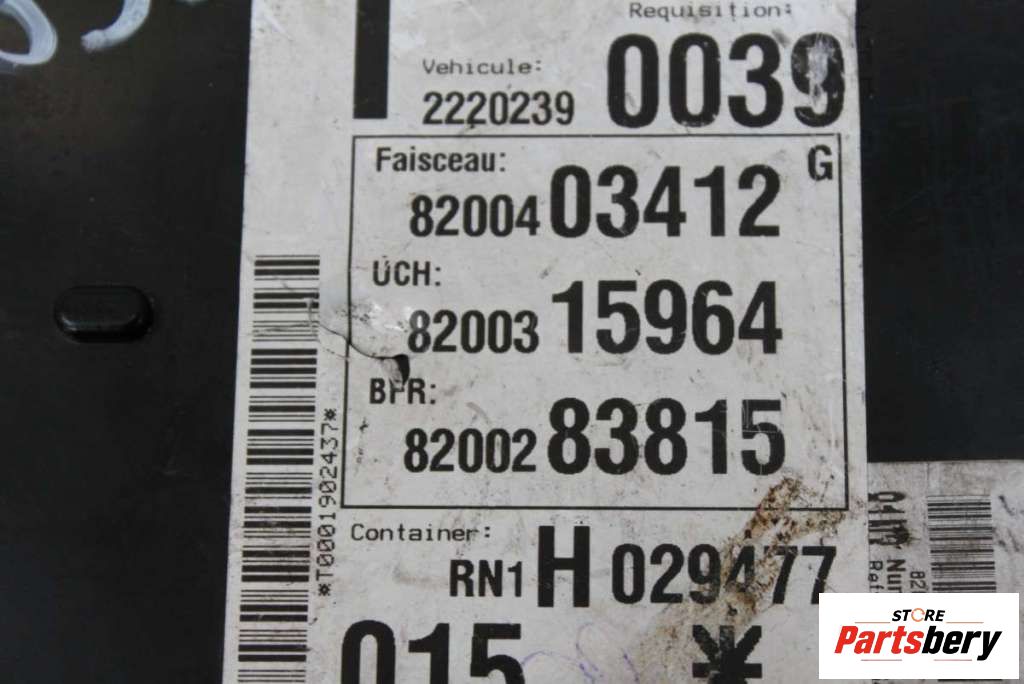 Requisition:
Vehicule:
2220239 0039
Faisceau: G
82004 03412
UCH:
82003 15964
BFR:
82002 83815
*T0001902437*
Container:
RN1 H 029477
015 *
STORE
Partsbery